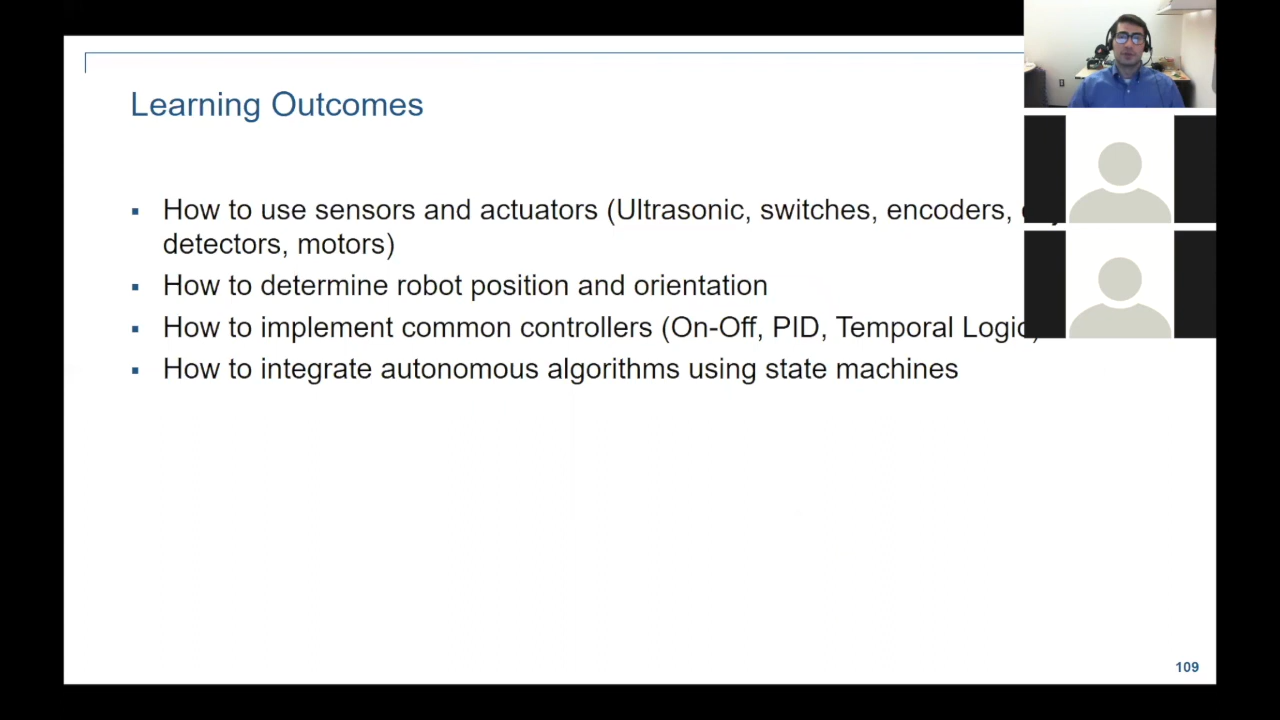 Learning Outcomes
▪ How to use sensors and actuators (Ultrasonic, switches, encoders,
detectors, motors)
▪ How to determine robot position and orientation
▪ How to implement common controllers (On-Off, PID, Temporal Logic)
▪ How to integrate autonomous algorithms using state machines
109